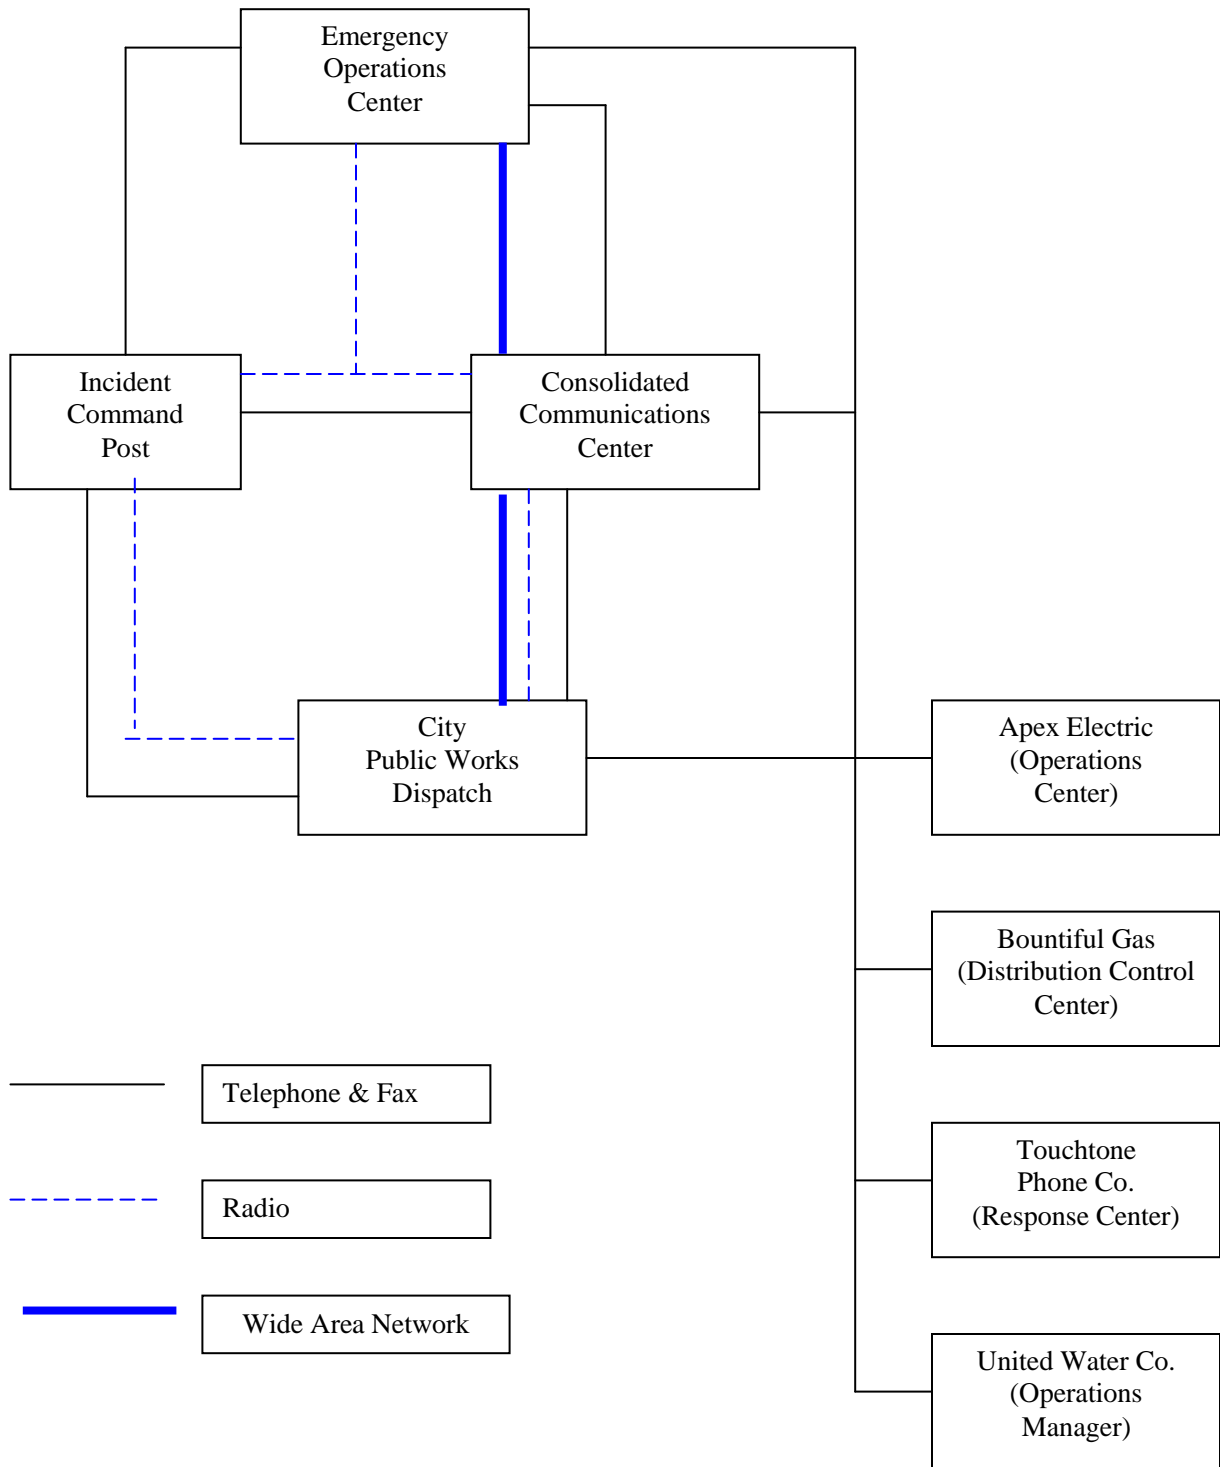 Emergency
Operations
Center
Incident
Command
Post
Consolidated
Communications
Center
City
Public Works
Dispatch
Apex Electric
(Operations
Center)
Bountiful Gas
(Distribution Control
Center)
Touchtone
Phone Co.
(Response Center)
United Water Co.
(Operations
Manager)
Telephone & Fax
Radio
Wide Area Network